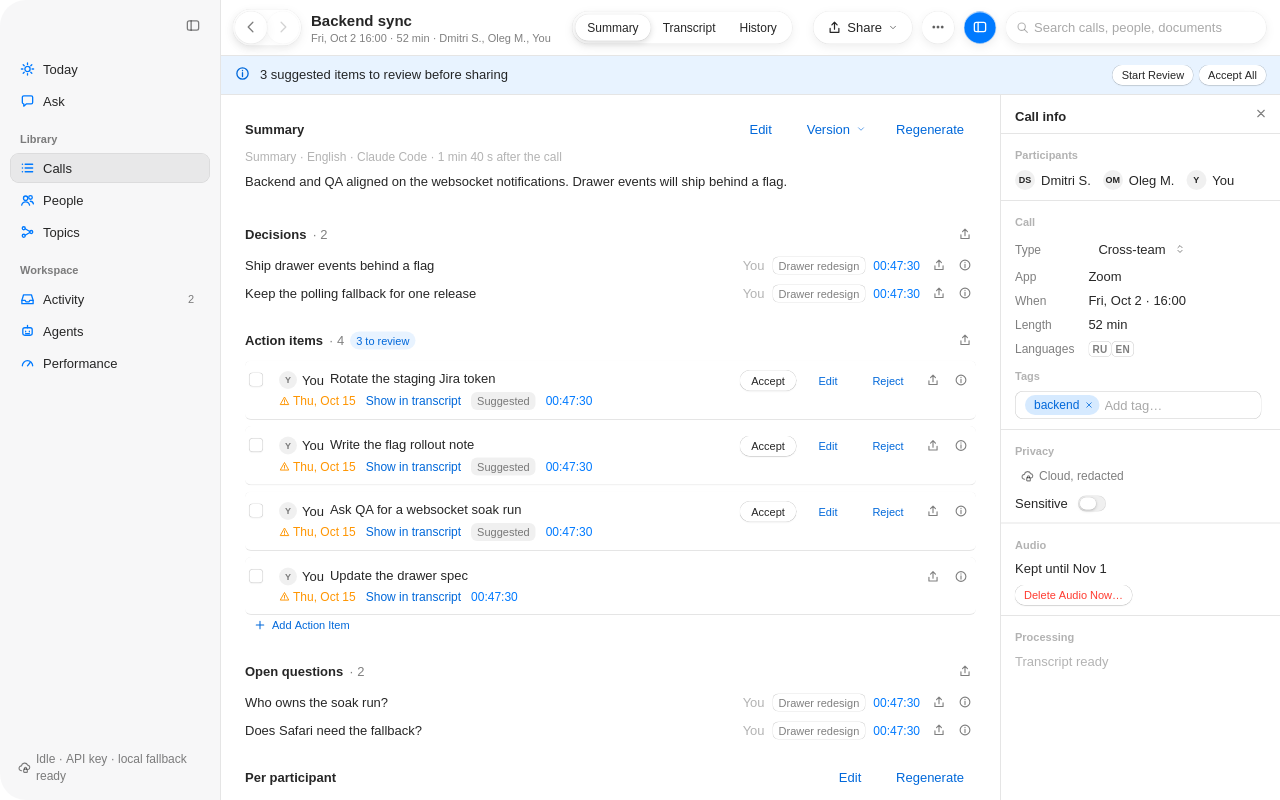 Today
Ask
Library
Calls
People
Topics
Workspace
Activity 2
Agents
Performance
Idle · API key · local fallback
ready
Backend sync
Fri, Oct 2 16:00 · 52 min · Dmitri S., Oleg M., You
Summary Transcript History
Share
Search calls, people, documents
3 suggested items to review before sharing
Start Review Accept All
Summary Edit Version Regenerate
Summary · English · Claude Code · 1 min 40 s after the call
Backend and QA aligned on the websocket notifications. Drawer events will ship behind a flag.
Decisions · 2
Ship drawer events behind a flag You Drawer redesign 00:47:30
Keep the polling fallback for one release You Drawer redesign 00:47:30
Action items · 4 3 to review
Y You Rotate the staging Jira token Accept Edit Reject
Thu, Oct 15 Show in transcript Suggested 00:47:30
Y You Write the flag rollout note Accept Edit Reject
Thu, Oct 15 Show in transcript Suggested 00:47:30
Y You Ask QA for a websocket soak run Accept Edit Reject
Thu, Oct 15 Show in transcript Suggested 00:47:30
Y You Update the drawer spec
Thu, Oct 15 Show in transcript 00:47:30
Add Action Item
Open questions · 2
Who owns the soak run? You Drawer redesign 00:47:30
Does Safari need the fallback? You Drawer redesign 00:47:30
Per participant Edit Regenerate
Call info
Participants
DS Dmitri S. OM Oleg M. Y You
Call
Type Cross-team
App Zoom
When Fri, Oct 2 · 16:00
Length 52 min
Languages RU EN
Tags
backend × Add tag…
Privacy
Cloud, redacted
Sensitive
Audio
Kept until Nov 1
Delete Audio Now…
Processing
Transcript ready